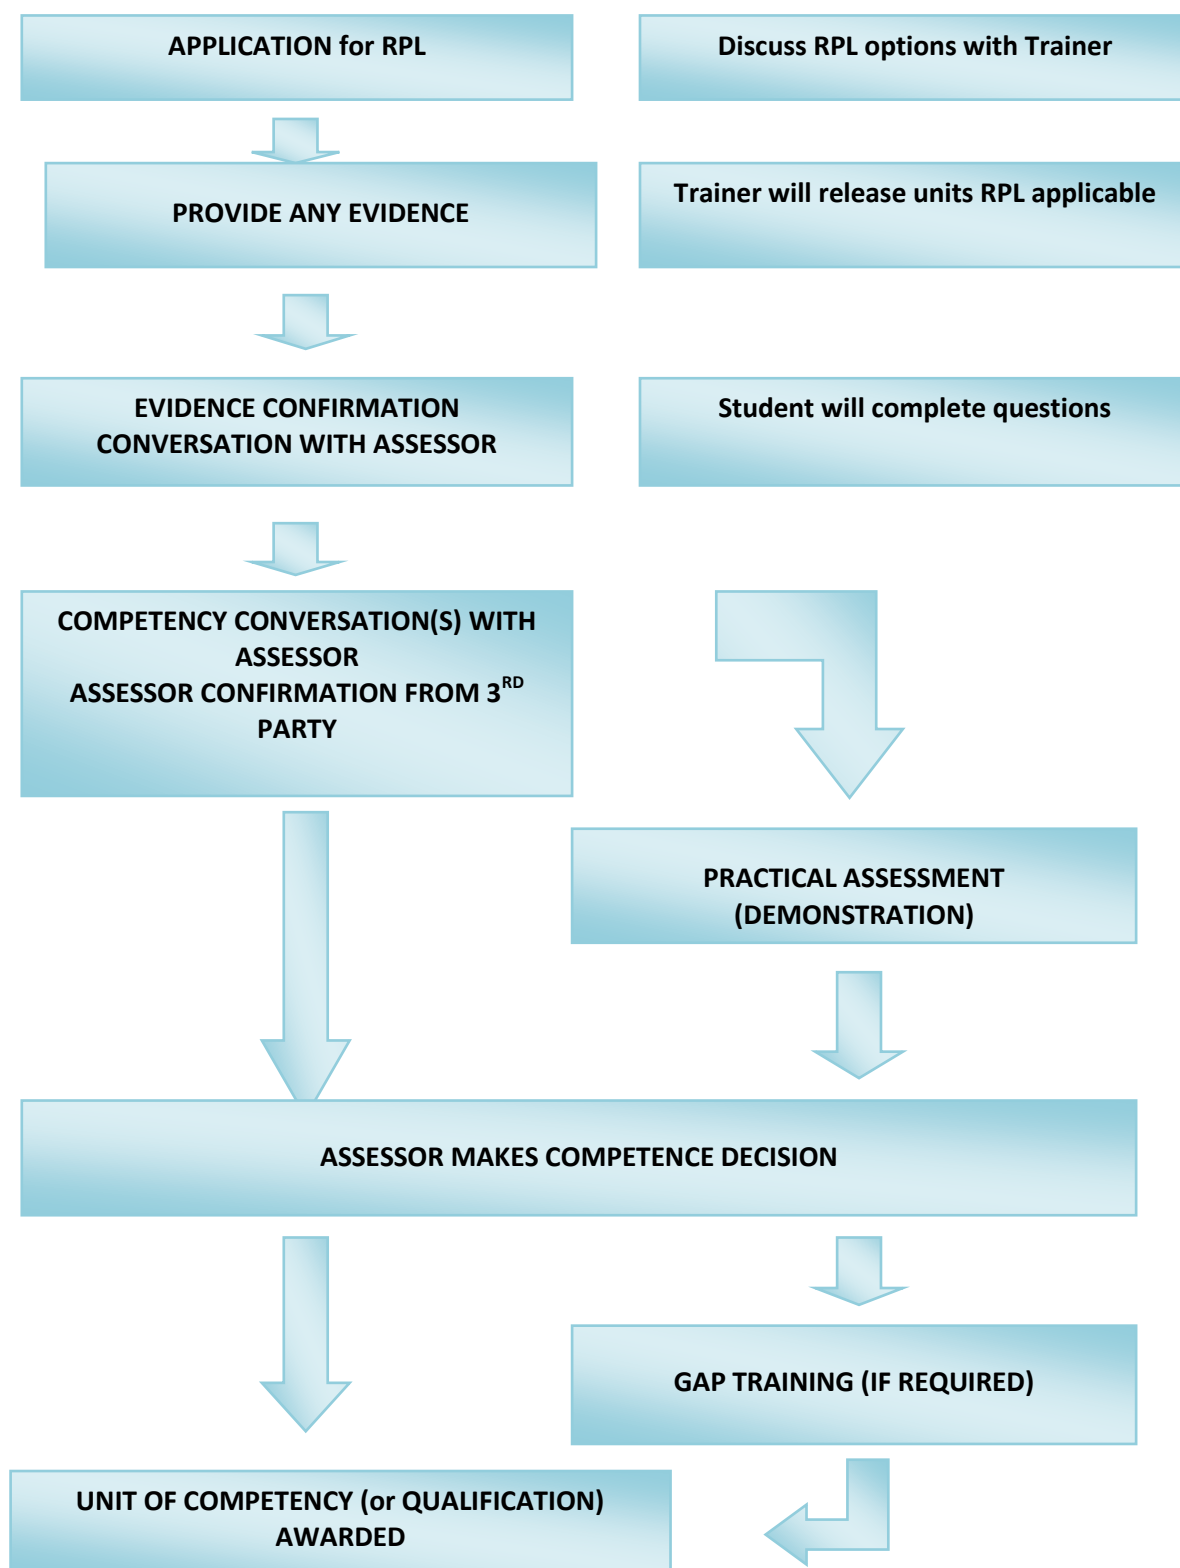 APPLICATION for RPL
Discuss RPL options with Trainer
PROVIDE ANY EVIDENCE
Trainer will release units RPL applicable
EVIDENCE CONFIRMATION
CONVERSATION WITH ASSESSOR
Student will complete questions
COMPETENCY CONVERSATION(S) WITH
ASSESSOR
ASSESSOR CONFIRMATION FROM 3RD
PARTY
PRACTICAL ASSESSMENT
(DEMONSTRATION)
ASSESSOR MAKES COMPETENCE DECISION
GAP TRAINING (IF REQUIRED)
UNIT OF COMPETENCY (or QUALIFICATION)
AWARDED